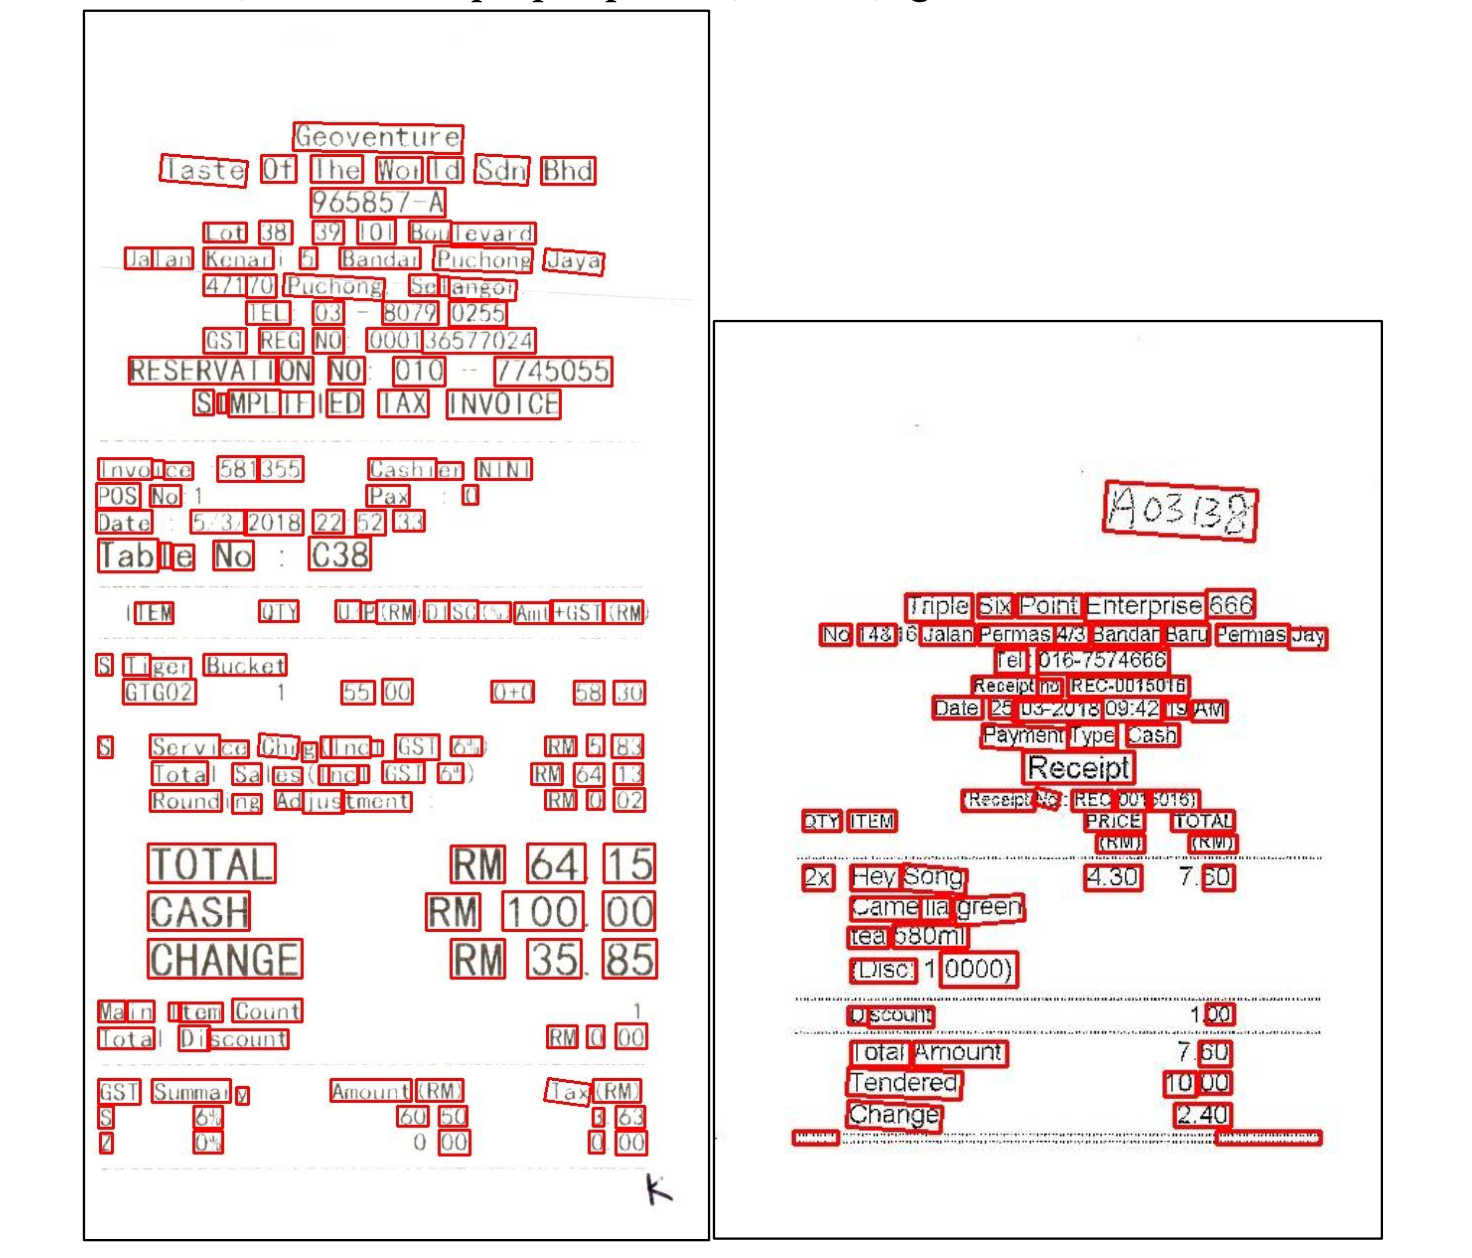 Geoventure
Taste Of The World Sdn Bhd
965857-A
Lot 38 39 101 Boulevard
Jalan Kenari 5 Bandar Puchong Jaya
47170 Puchong, Selangor
TEL: 03 - 8079 0255
GST REG NO: 000136577024
RESERVATION NO: 010 - 7745055
SIMPLIFIED TAX INVOICE
Invoice :581355 Cashier NINI
POS No:1 Pax : 0
Date : 5/3/2018 22:52:33
Table No : C38
ITEM QTY U/P(RM) DISC(%) Amt+GST(RM)
S Tiger Bucket
GTG02 1 55.00 0+0 58.30
S Service Chrg(Incl GST 6%) RM 5.83
Total Sales(Incl GST 6%) RM 64.13
Rounding Adjustment : RM 0.02
TOTAL RM 64.15
CASH RM 100.00
CHANGE RM 35.85
Main Item Count 1
Total Discount RM 0.00
GST Summary Amount(RM) Tax(RM)
S 6% 60.50 3.63
Z 0% 0.00 0.00
K
A03138
Triple Six Point Enterprise 666
No 14&16 Jalan Permas 4/3 Bandar Baru Permas Jay
Tel: 016-7574666
Receipt no: REC-0015016
Date: 25-03-2018 09:42:19 AM
Payment Type: Cash
Receipt
(Receipt No.: REC-0015016)
QTY ITEM PRICE TOTAL
(RM) (RM)
2x Hey Song 4.30 7.60
Camellia green
tea 580ml
(Disc: 1.0000)
Discount 1.00
Total Amount 7.60
Tendered 10.00
Change 2.40